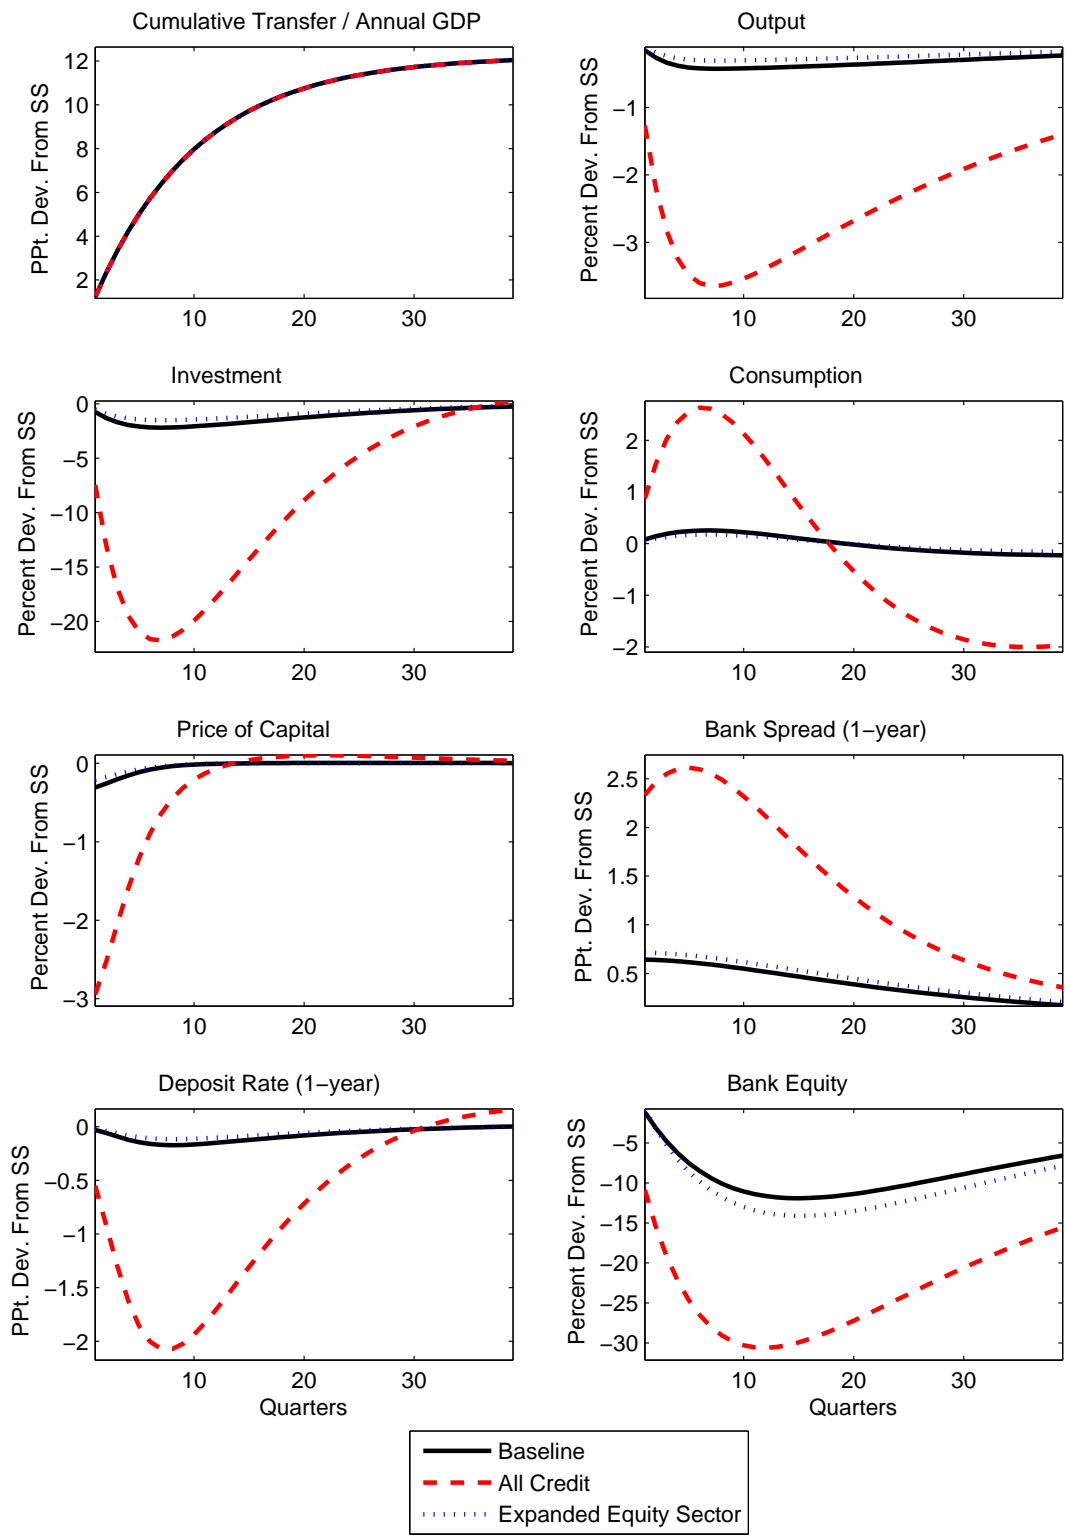 Cumulative Transfer / Annual GDP
PPt. Dev. From SS
12
10
8
6
4
2
10 20 30
Output
Percent Dev. From SS
−1
−2
−3
10 20 30
Investment
Percent Dev. From SS
0
−5
−10
−15
−20
10 20 30
Consumption
Percent Dev. From SS
2
1
0
−1
−2
10 20 30
Price of Capital
Percent Dev. From SS
0
−1
−2
−3
10 20 30
Bank Spread (1−year)
PPt. Dev. From SS
2.5
2
1.5
1
0.5
10 20 30
Deposit Rate (1−year)
PPt. Dev. From SS
0
−0.5
−1
−1.5
−2
10 20 30
Quarters
Bank Equity
Percent Dev. From SS
−5
−10
−15
−20
−25
−30
10 20 30
Quarters
Baseline
All Credit
Expanded Equity Sector